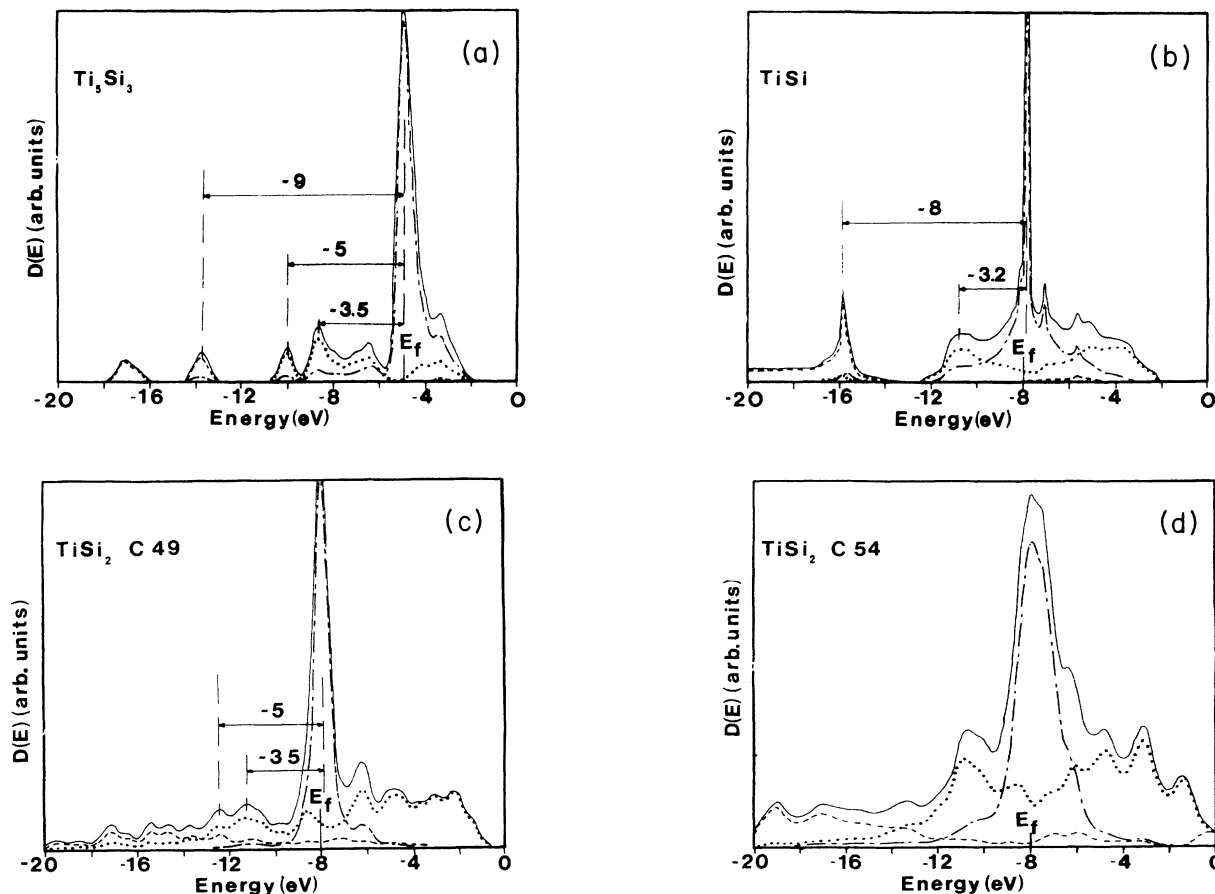 (a)
Ti5Si3
D(E) (arb. units)
-9
-5
-3.5
Ef
-20 -16 -12 -8 -4 0
Energy(eV)
(b)
TiSi
D(E) (arb. units)
-8
-3.2
Ef
-20 -16 -12 -8 -4 0
Energy(eV)
(c)
TiSi2 C 49
D(E) (arb. units)
-5
-3 5
Ef
-20 -16 -12 -8 -4 0
Energy(eV)
(d)
TiSi2 C 54
D(E) (arb.units)
Ef
-20 -16 -12 -8 -4 0
Energy(eV)